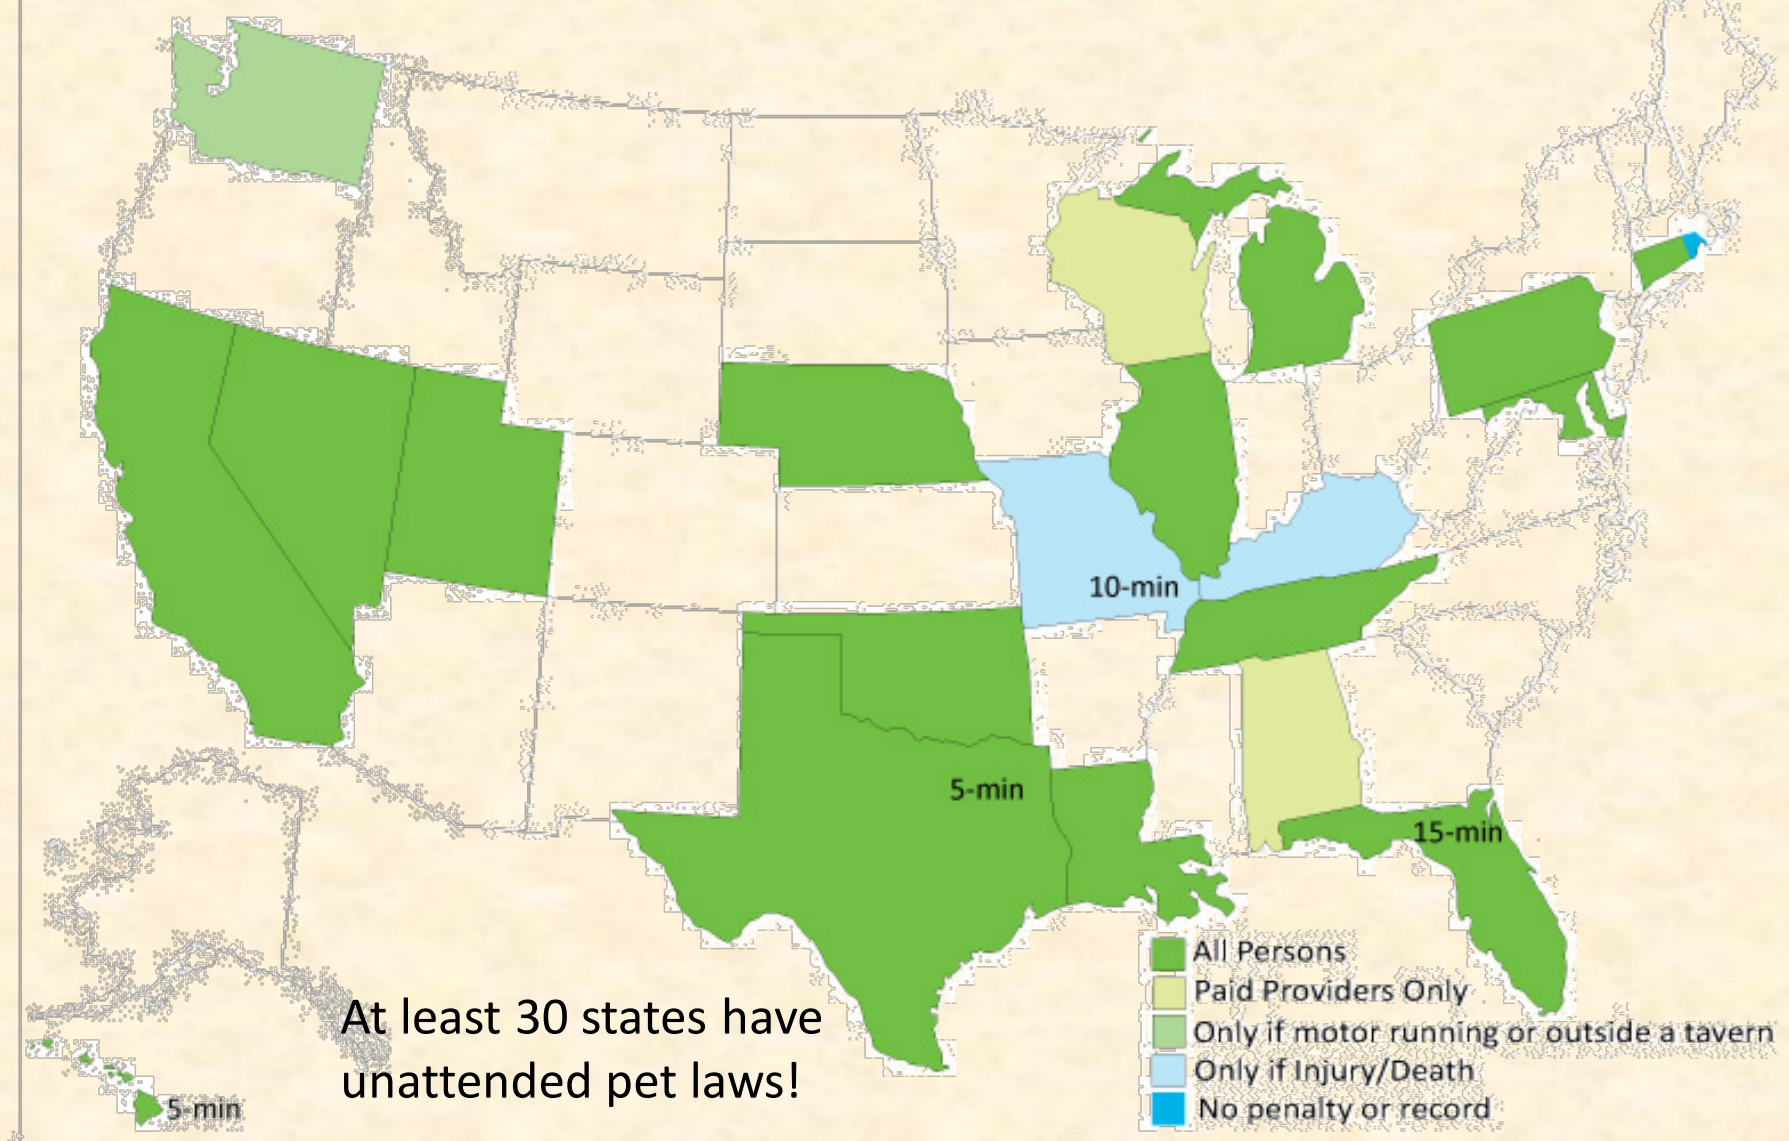 10-min
5-min
15-min
All Persons
Paid Providers Only
Only if motor running or outside a tavern
Only if Injury/Death
No penalty or record
At least 30 states have
unattended pet laws!
5-min